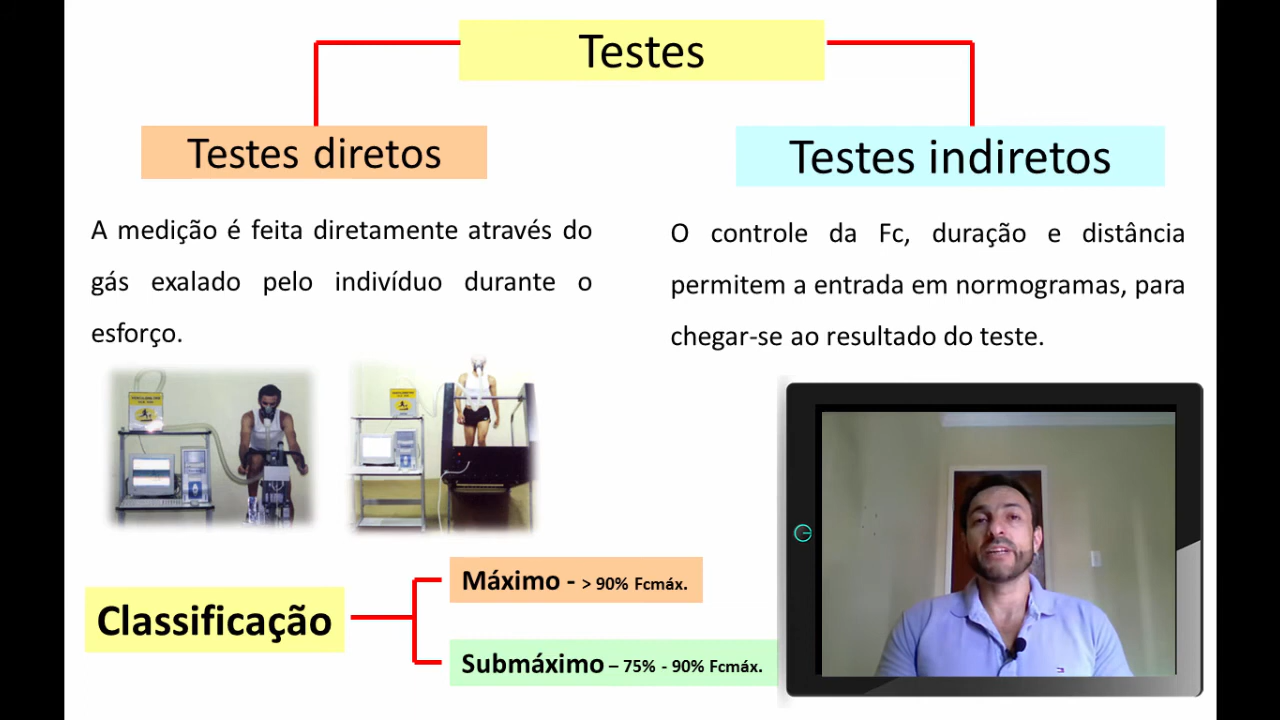 Testes
Testes diretos
Testes indiretos
A medição é feita diretamente através do
gás exalado pelo indivíduo durante o
esforço.
O controle da Fc, duração e distância
permitem a entrada em normogramas, para
chegar-se ao resultado do teste.
Classificação
Máximo - > 90% Fcmáx.
Submáximo – 75% - 90% Fcmáx.